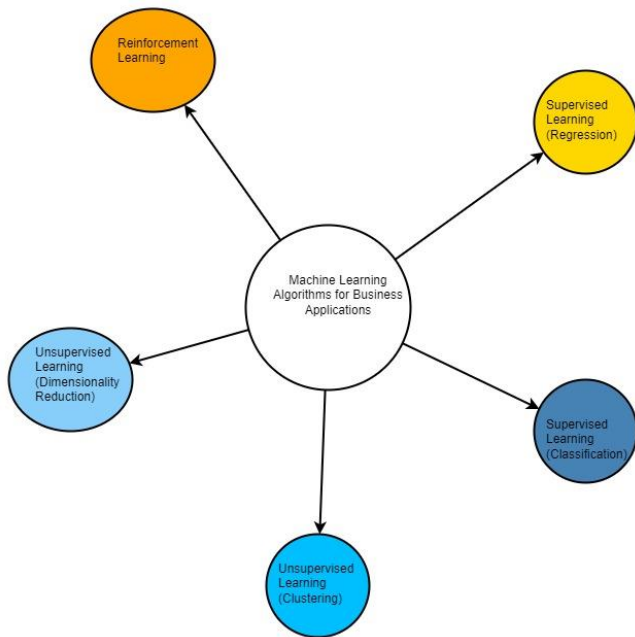 Reinforcement
Learning
Supervised
Learning
(Regression)
Machine Learning
Algorithms for Business
Applications
Unsupervised
Learning
(Dimensionality
Reduction)
Supervised
Learning
(Classification)
Unsupervised
Learning
(Clustering)